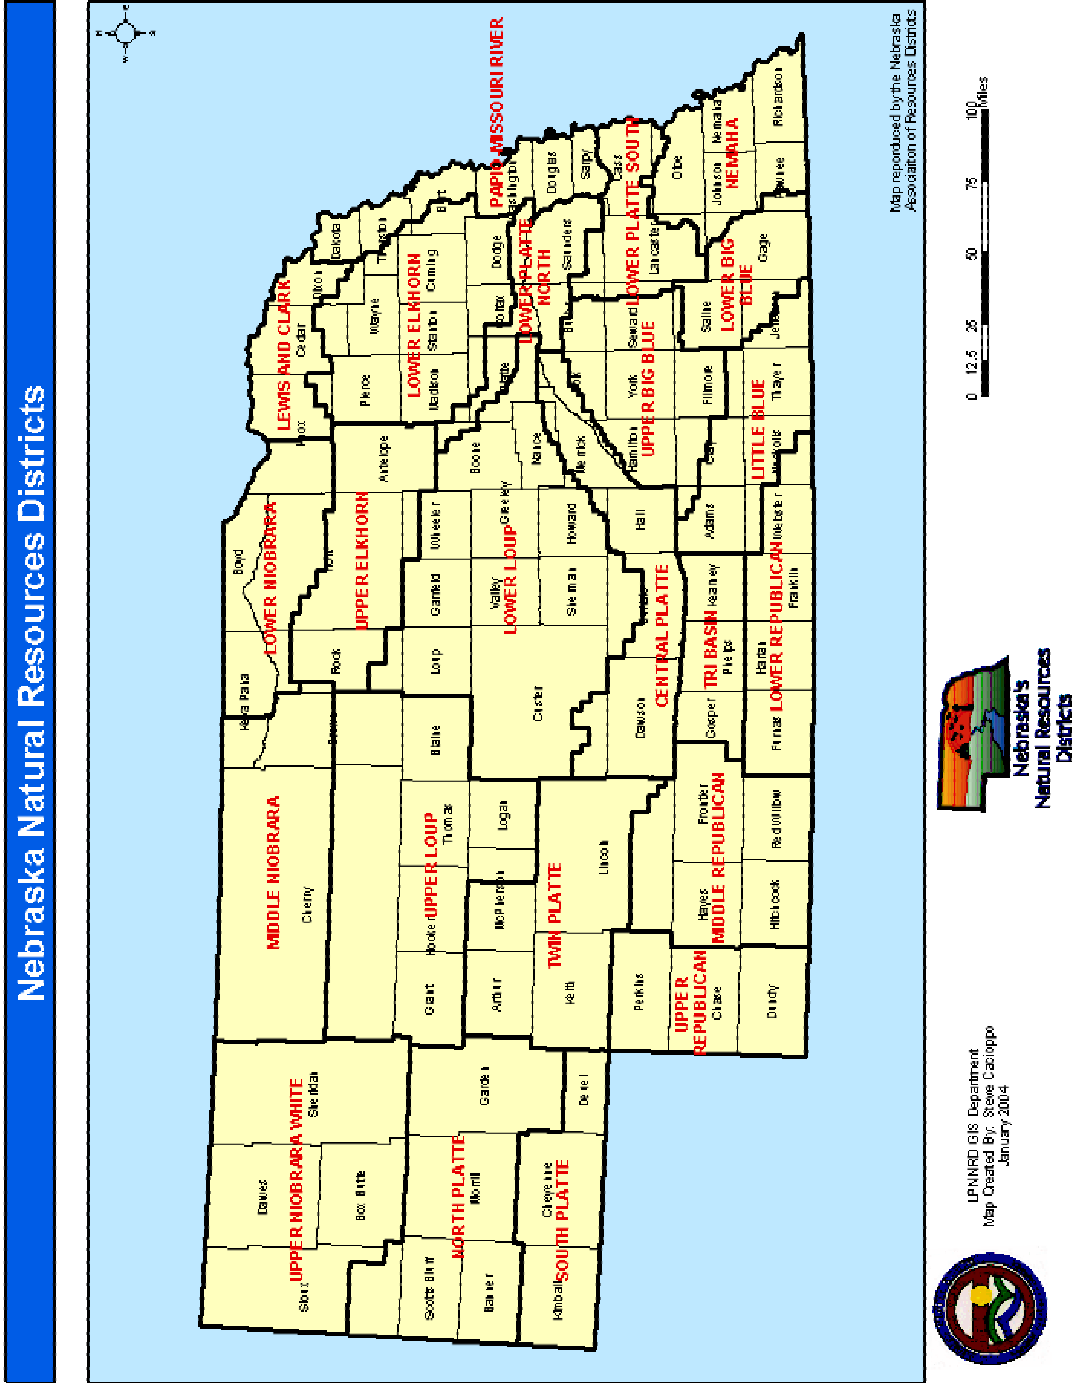 Nebraska Natural Resources Districts
N
E
S
W
UPPER NIOBRARA WHITE
Sioux
Dawes
Sheridan
Box Butte
NORTH PLATTE
Scotts Bluff
Banner
Morrill
Garden
SOUTH PLATTE
Kimball
Cheyenne
Deuel
MIDDLE NIOBRARA
Cherry
Keya Paha
Brown
LOWER NIOBRARA
Boyd
Rock
Holt
Knox
UPPER ELKHORN
Antelope
LEWIS AND CLARK
Cedar
Dixon
Dakota
Thurston
LOWER ELKHORN
Pierce
Wayne
Madison
Stanton
Cuming
Burt
Dodge
Colfax
Platte
PAPIO MISSOURI RIVER
Washington
Douglas
Sarpy
UPPER LOUP
Grant
Hooker
Thomas
Blaine
Logan
McPherson
Arthur
LOWER LOUP
Loup
Garfield
Wheeler
Custer
Valley
Greeley
Sherman
Howard
Boone
Nance
TWIN PLATTE
Keith
Lincoln
CENTRAL PLATTE
Dawson
Buffalo
Hall
Merrick
Polk
LOWER PLATTE
NORTH
Butler
Saunders
LOWER PLATTE SOUTH
Lancaster
Cass
UPPER BIG BLUE
Hamilton
York
Seward
Fillmore
Clay
Adams
LOWER BIG
BLUE
Saline
Gage
Jefferson
LITTLE BLUE
Thayer
Nuckolls
Webster
NEMAHA
Otoe
Johnson
Nemaha
Pawnee
Richardson
UPPER
REPUBLICAN
Perkins
Chase
Dundy
MIDDLE REPUBLICAN
Hayes
Frontier
Hitchcock
Red Willow
TRI BASIN
Gosper
Phelps
Kearney
LOWER REPUBLICAN
Furnas
Harlan
Franklin
Map reporduced by the Nebraska
Association of Resources Districts
LPNNRD GIS Department
Map Created By: Steve Cacioppo
January 2004
Nebraska's
Natural Resources
Districts
0 12.5 25 50 75 100
Miles